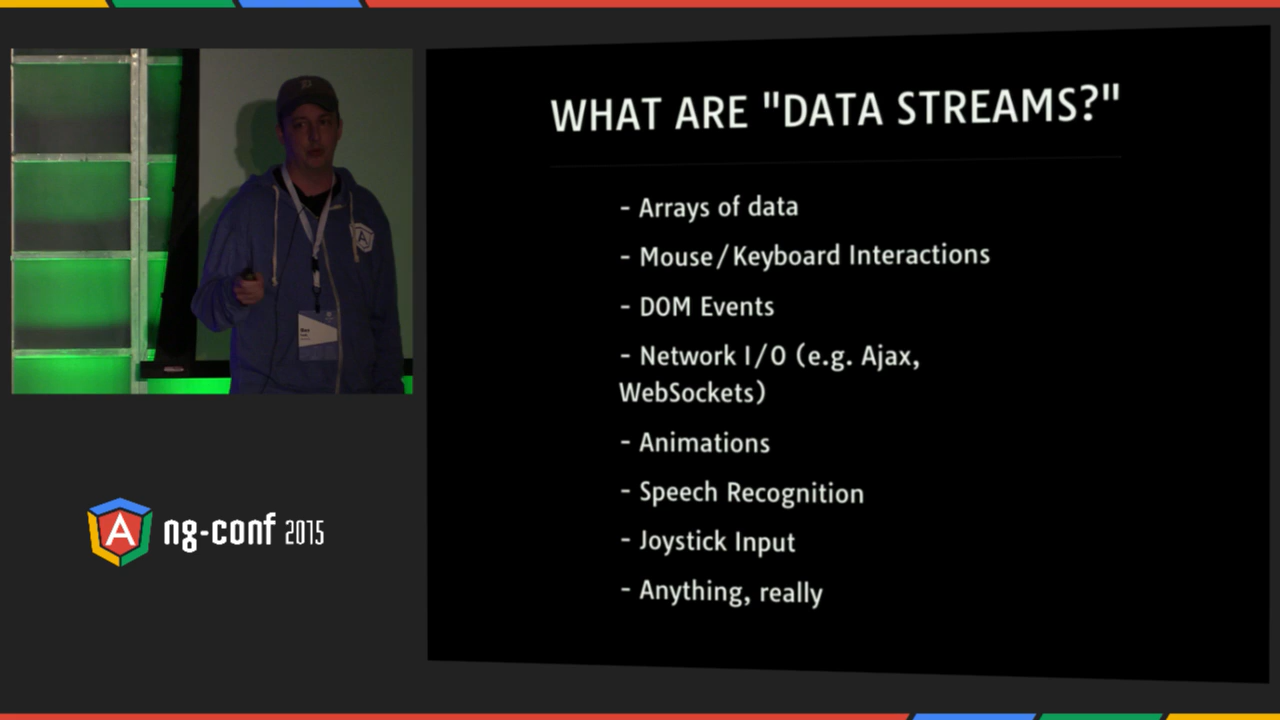 WHAT ARE "DATA STREAMS?"
- Arrays of data
- Mouse/Keyboard Interactions
- DOM Events
- Network I/O (e.g. Ajax,
WebSockets)
- Animations
- Speech Recognition
- Joystick Input
- Anything, really
A ng-conf 2015